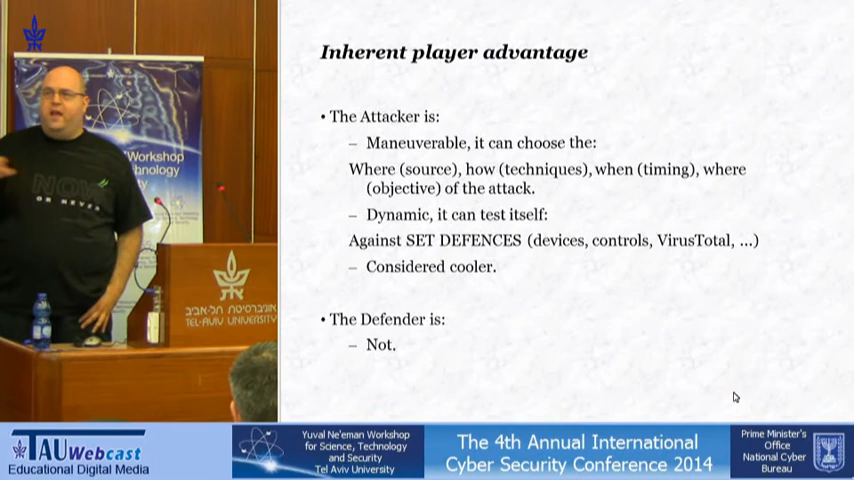 Inherent player advantage
• The Attacker is:
– Maneuverable, it can choose the:
Where (source), how (techniques), when (timing), where
(objective) of the attack.
– Dynamic, it can test itself:
Against SET DEFENCES (devices, controls, VirusTotal, ...)
– Considered cooler.
• The Defender is:
– Not.
Workshop
NOW
OR NEVER
אוניברסיטת תל-אביב
TEL-AVIV UNIVERSITY
TAU Webcast
Educational Digital Media
Yuval Ne'eman Workshop
for Science, Technology
and Security
Tel Aviv University
The 4th Annual International
Cyber Security Conference 2014
Prime Minister's
Office
National Cyber
Bureau